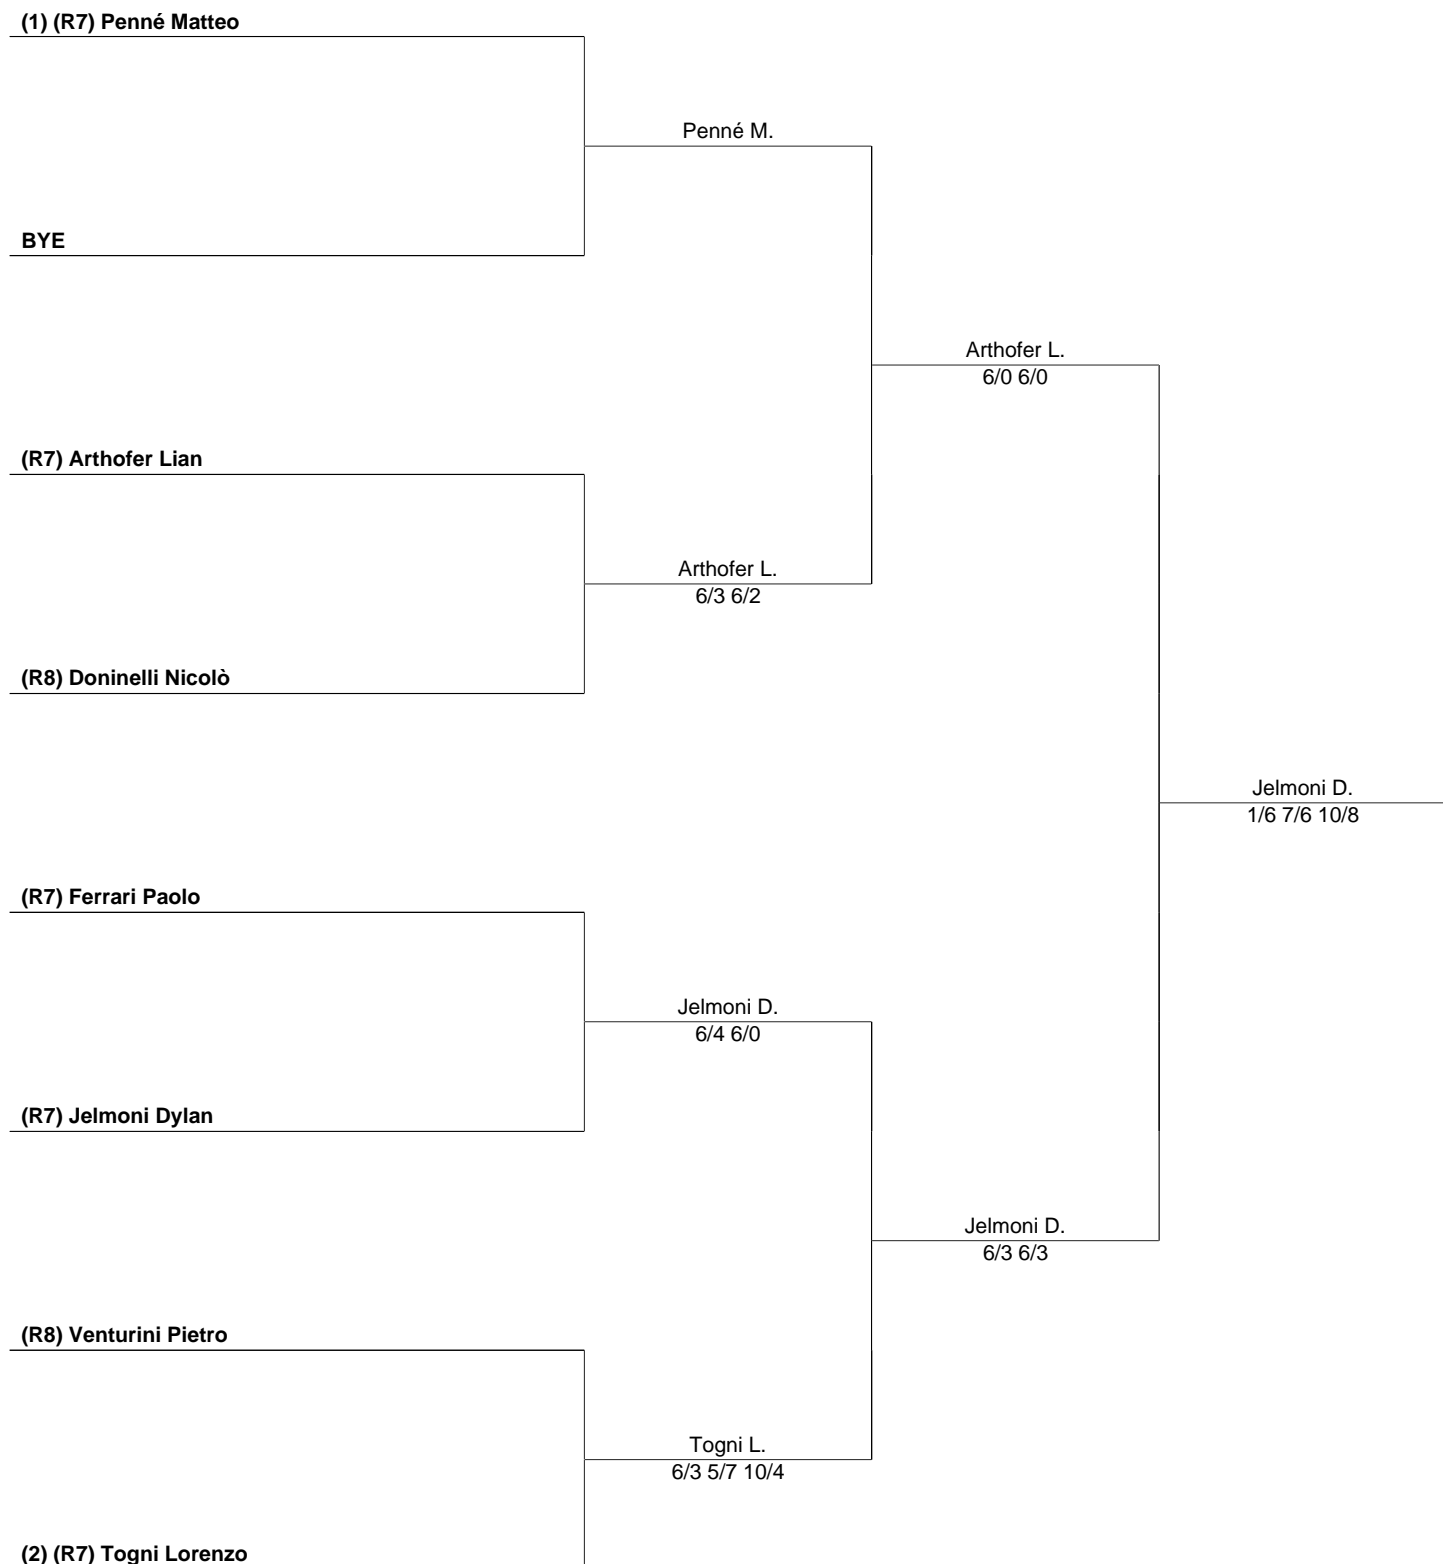 (1) (R7) Penné Matteo
Penné M.
BYE
Arthofer L.
6/0 6/0
(R7) Arthofer Lian
Arthofer L.
6/3 6/2
(R8) Doninelli Nicolò
Jelmoni D.
1/6 7/6 10/8
(R7) Ferrari Paolo
Jelmoni D.
6/4 6/0
(R7) Jelmoni Dylan
Jelmoni D.
6/3 6/3
(R8) Venturini Pietro
Togni L.
6/3 5/7 10/4
(2) (R7) Togni Lorenzo